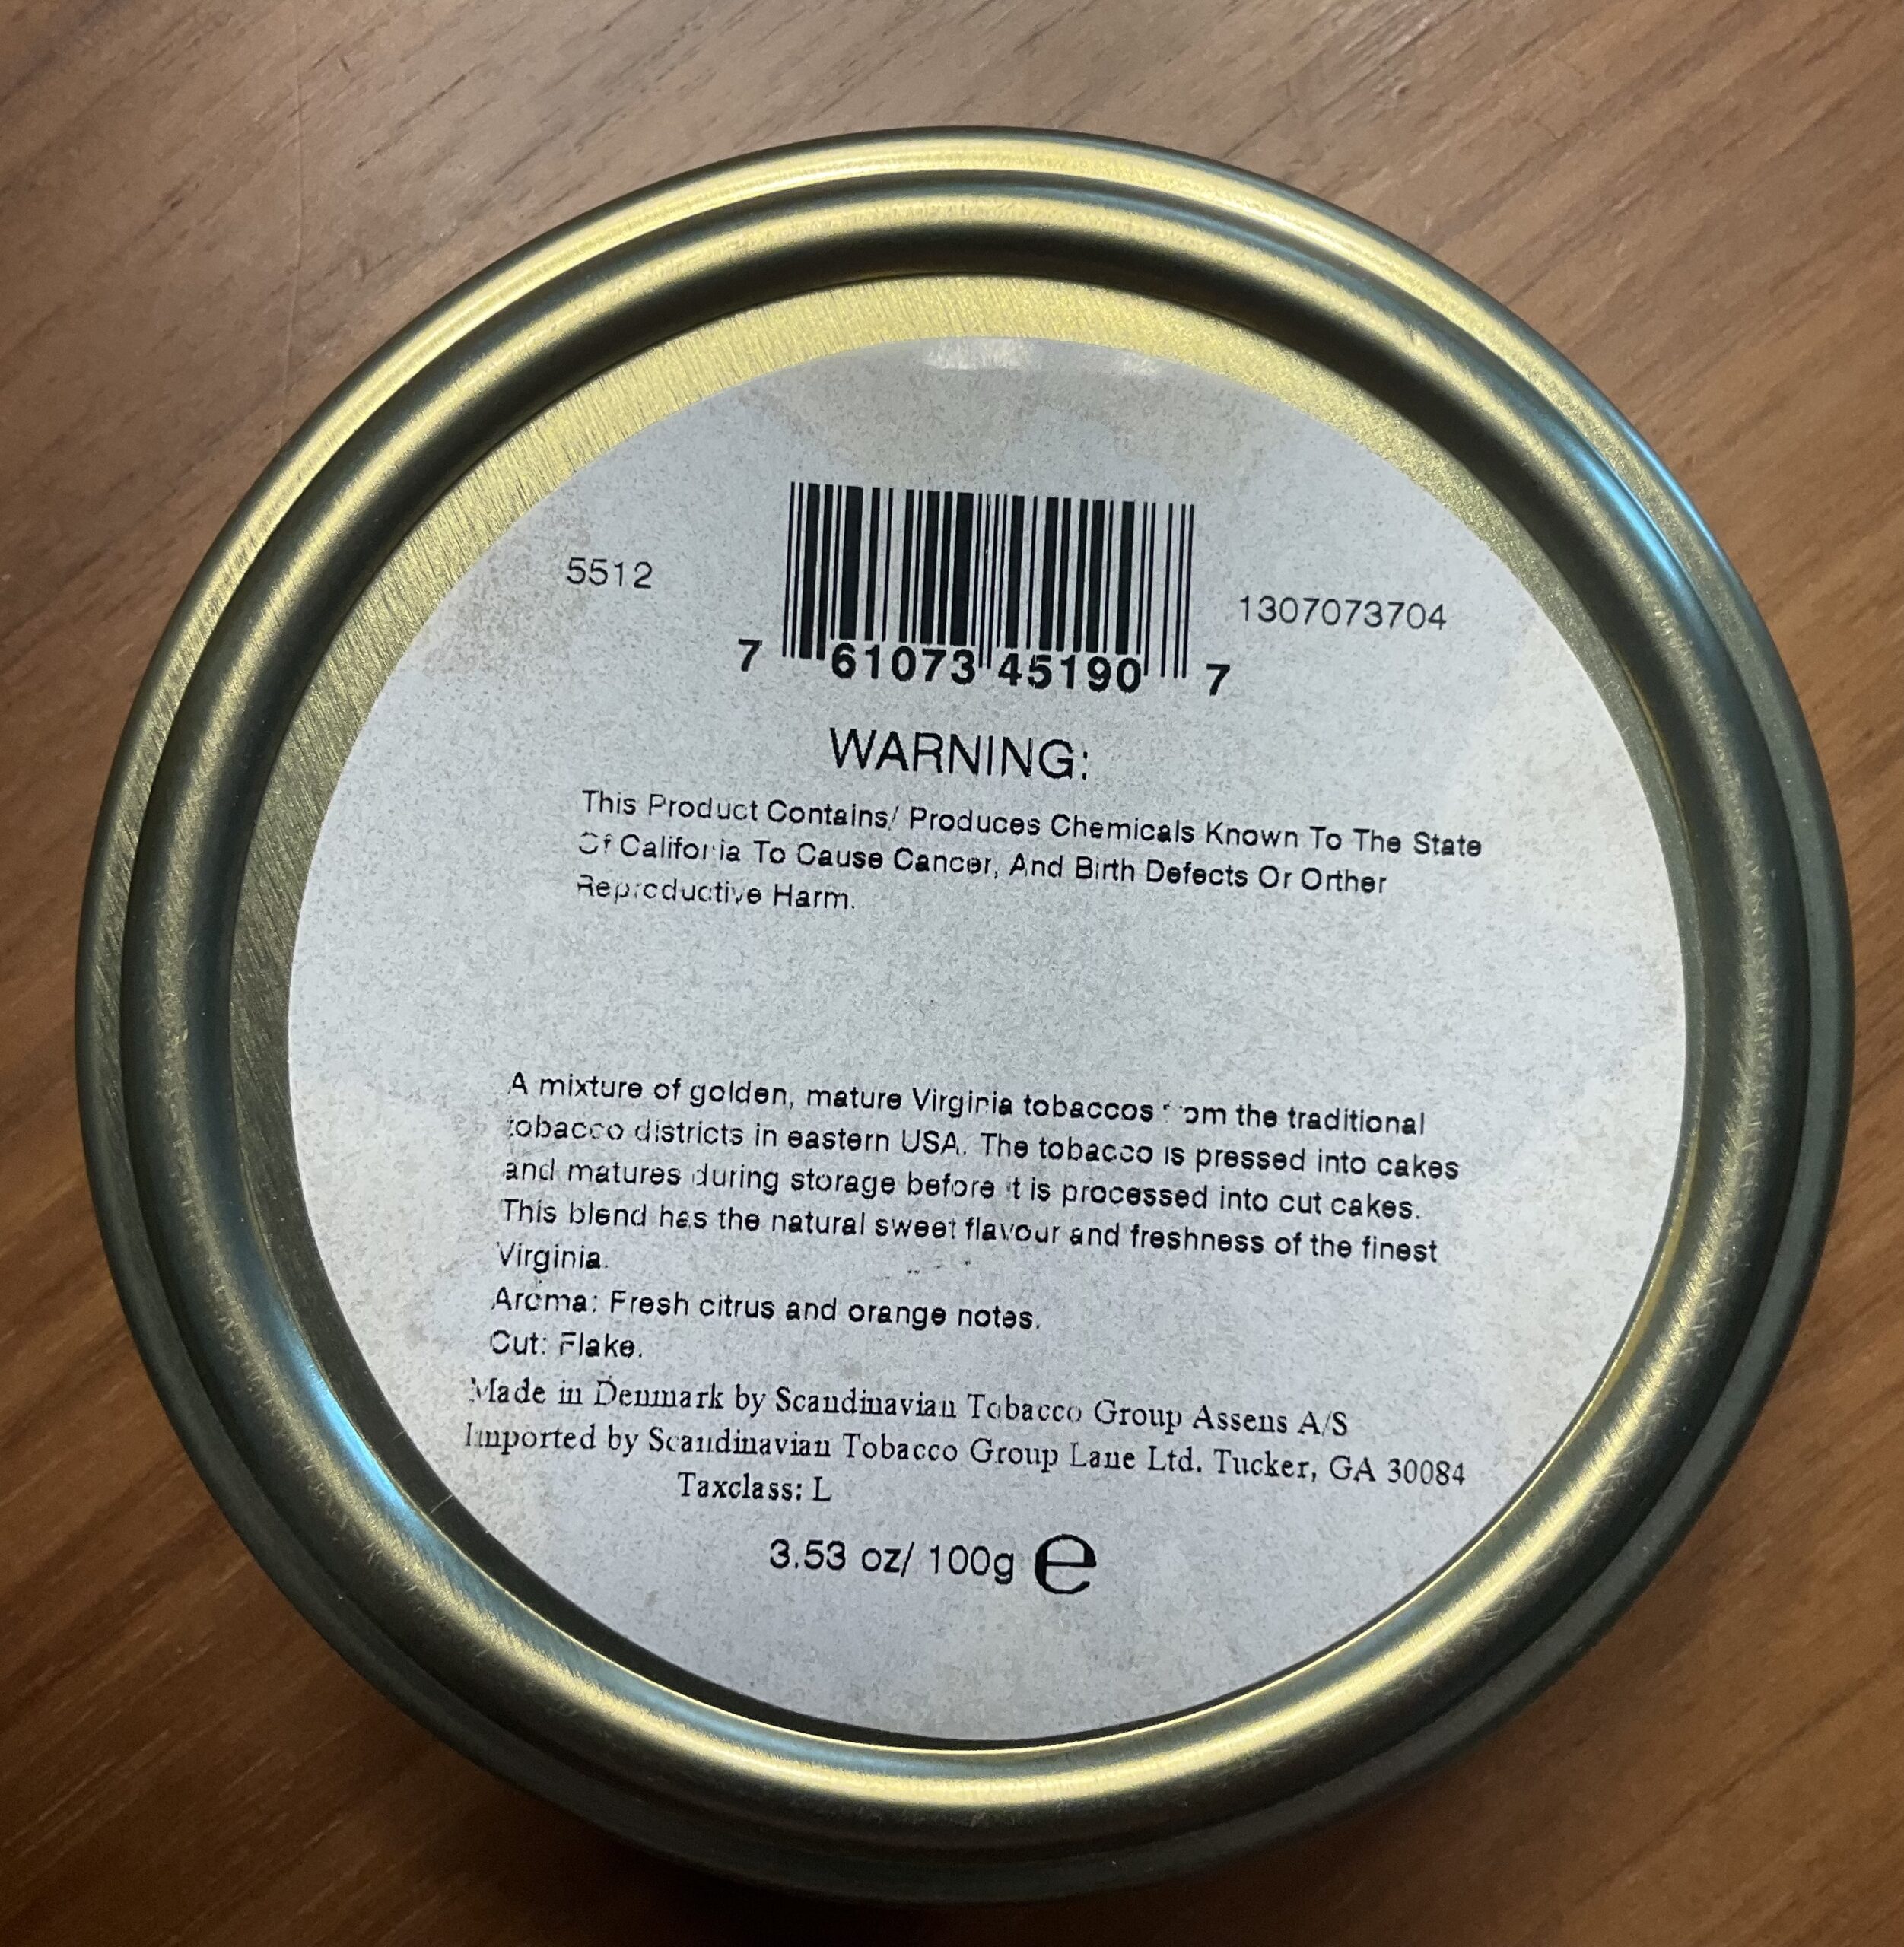 5512
1307073704
7 61073 45190 7
WARNING:
This Product Contains/ Produces Chemicals Known To The State
Of California To Cause Cancer, And Birth Defects Or Orther
Reproductive Harm.
A mixture of golden, mature Virginia tobaccos from the traditional
tobacco districts in eastern USA. The tobacco is pressed into cakes
and matures during storage before it is processed into cut cakes.
This blend has the natural sweet flavour and freshness of the finest
Virginia.
Aroma: Fresh citrus and orange notes.
Cut: Flake.
Made in Denmark by Scandinavian Tobacco Group Assens A/S
Imported by Scandinavian Tobacco Group Lane Ltd. Tucker, GA 30084
Taxclass: L
3.53 oz/ 100g e